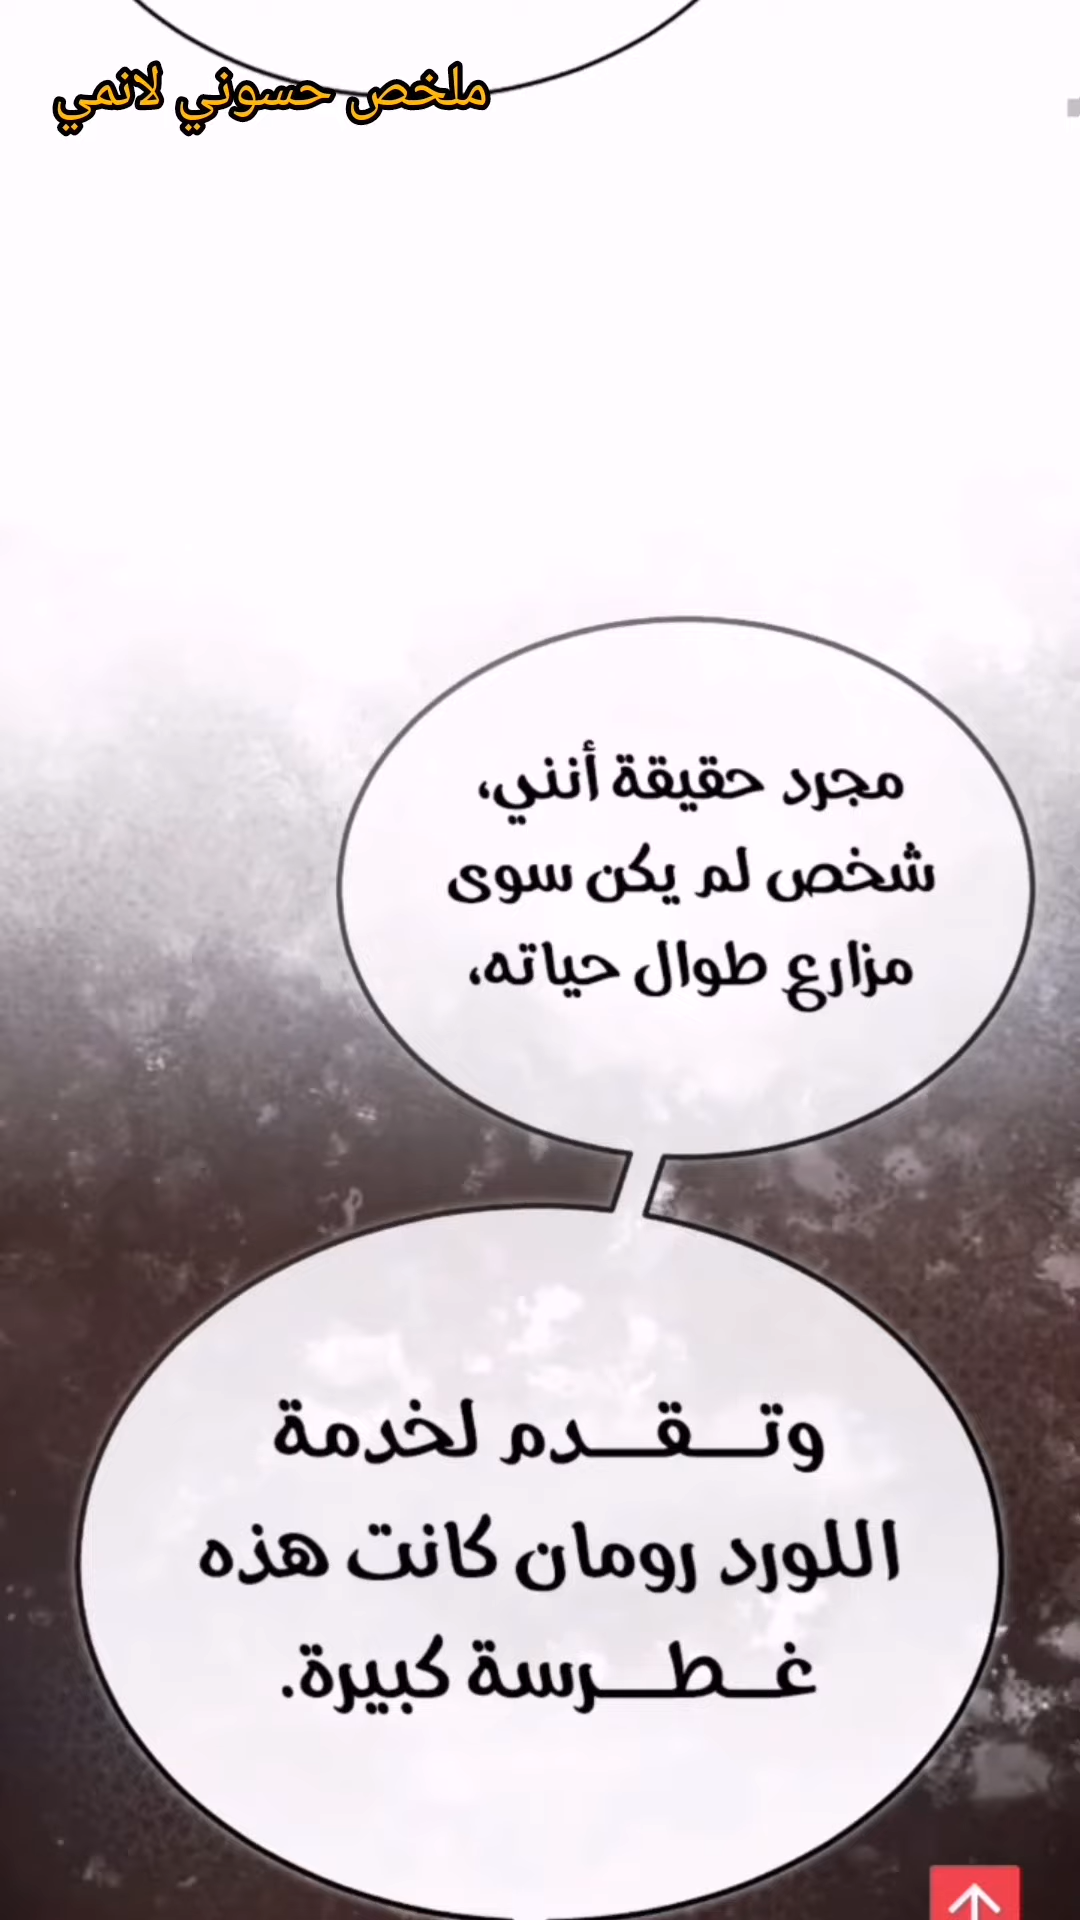 ملخص حسوني لانمي
مجرد حقيقة أنني،
شخص لم يكن سوى
مزارع طوال حياته،
وتـــقـــدم لخدمة
اللورد رومان كانت هذه
غـــطـــرسة كبيرة.